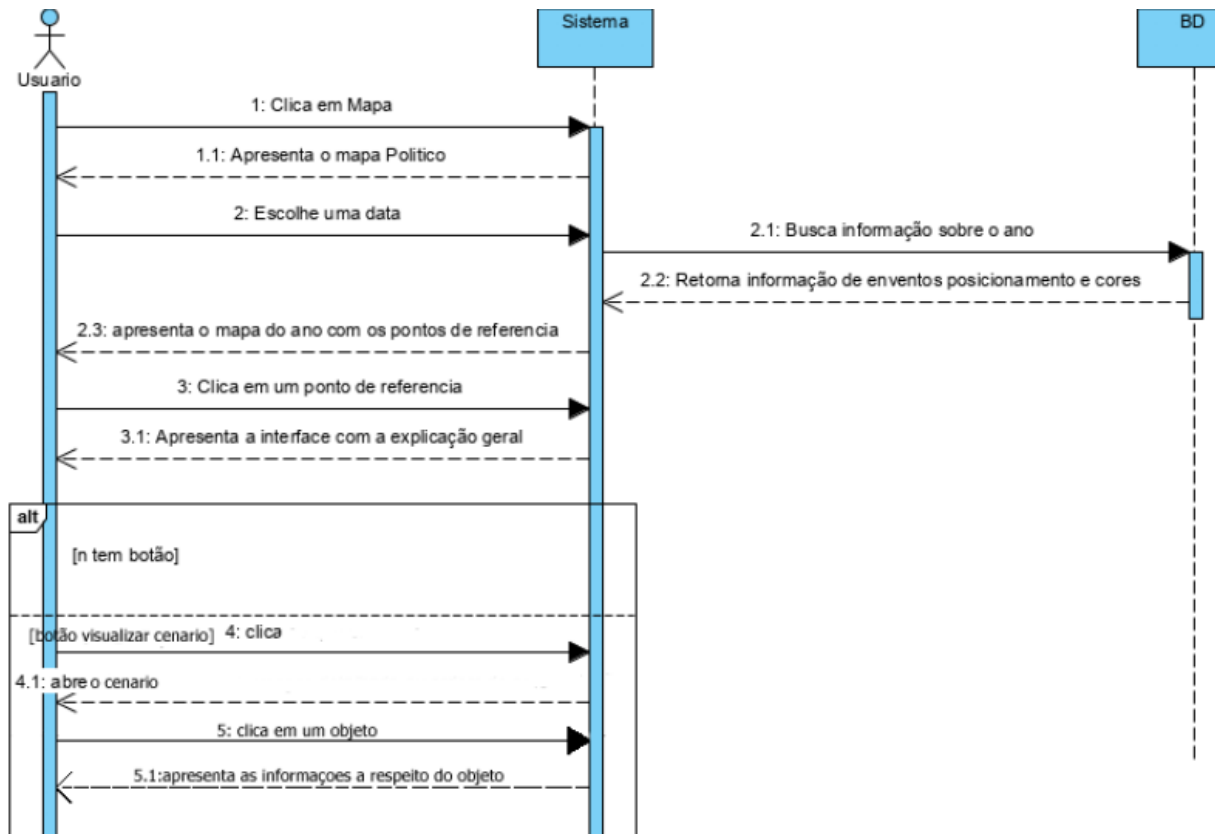 Sistema
BD
Usuario
1: Clica em Mapa
1.1: Apresenta o mapa Politico
2: Escolhe uma data
2.1: Busca informação sobre o ano
2.2: Retorna informação de enventos posicionamento e cores
2.3: apresenta o mapa do ano com os pontos de referência
3: Clica em um ponto de referencia
3.1: Apresenta a interface com a explicação geral
alt
[n tem botão]
[botão visualizar cenario] 4: clica
4.1: abre o cenario
5: clica em um objeto
5.1:apresenta as informaçoes a respeito do objeto